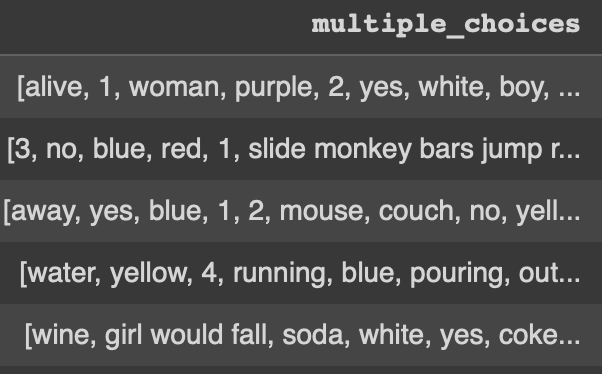 multiple_choices
[alive, 1, woman, purple, 2, yes, white, boy, ...
[3, no, blue, red, 1, slide monkey bars jump r...
[away, yes, blue, 1, 2, mouse, couch, no, yell...
[water, yellow, 4, running, blue, pouring, out...
[wine, girl would fall, soda, white, yes, coke...